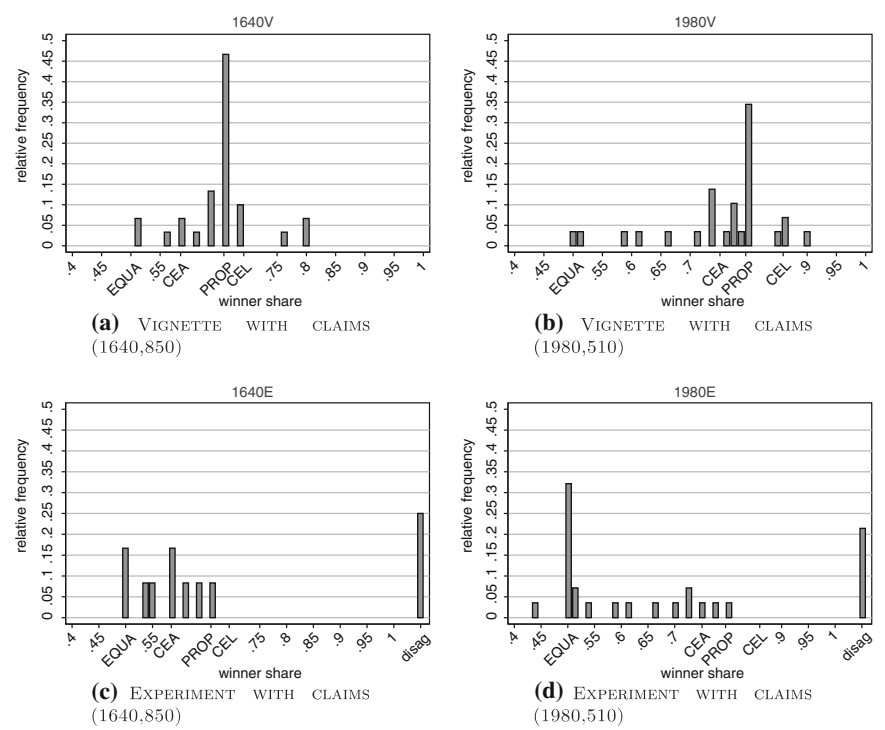 1640V
relative frequency
0 .05 .1 .15 .2 .25 .3 .35 .4 .45 .5
.4 .45 EQUA .55 CEA PROP CEL .75 .8 .85 .9 .95 1
winner share
(a) VIGNETTE WITH CLAIMS
(1640,850)
1980V
relative frequency
0 .05 .1 .15 .2 .25 .3 .35 .4 .45 .5
.4 .45 EQUA .55 .6 .65 .7 CEA PROP CEL .9 .95 1
winner share
(b) VIGNETTE WITH CLAIMS
(1980,510)
1640E
relative frequency
0 .05 .1 .15 .2 .25 .3 .35 .4 .45 .5
.4 .45 EQUA .55 CEA PROP CEL .75 .8 .85 .9 .95 1 disag
winner share
(c) EXPERIMENT WITH CLAIMS
(1640,850)
1980E
relative frequency
0 .05 .1 .15 .2 .25 .3 .35 .4 .45 .5
.4 .45 EQUA .55 .6 .65 .7 CEA PROP CEL .9 .95 1 disag
winner share
(d) EXPERIMENT WITH CLAIMS
(1980,510)